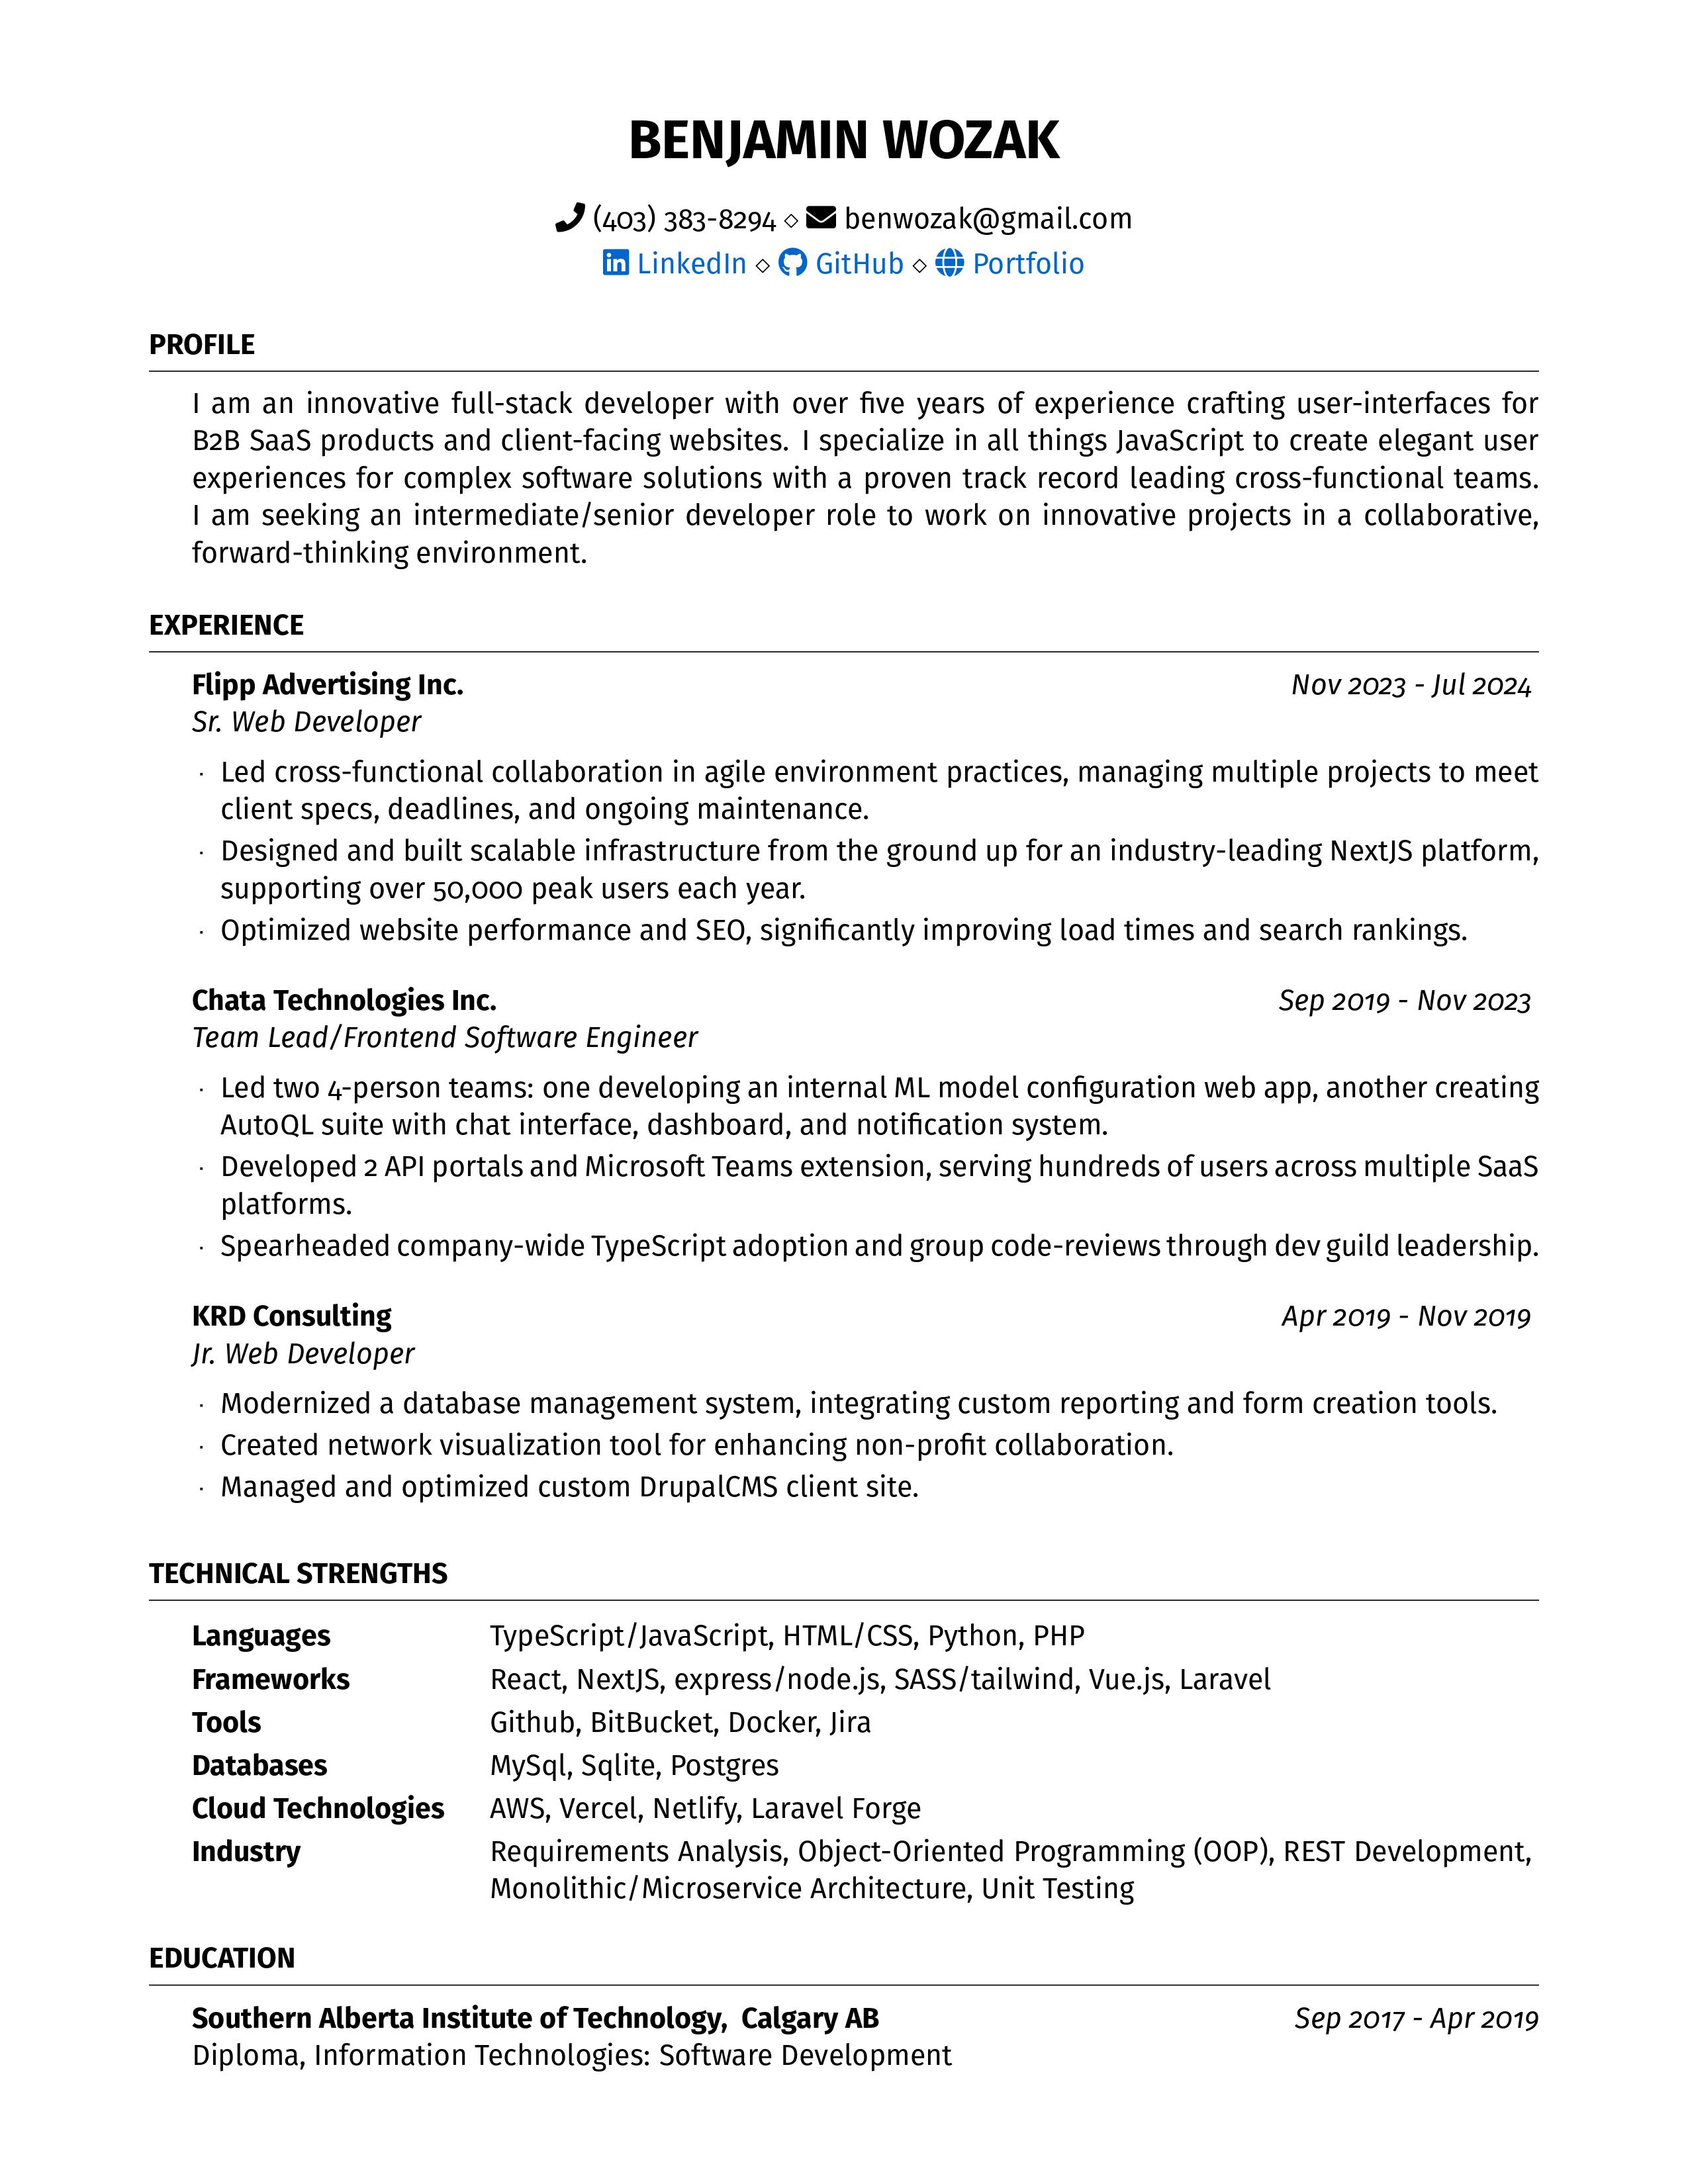 BENJAMIN WOZAK
(403) 383-8294 ⋄ benwozak@gmail.com
LinkedIn ⋄ GitHub ⋄ Portfolio
PROFILE
I am an innovative full-stack developer with over five years of experience crafting user-interfaces for
B2B SaaS products and client-facing websites. I specialize in all things JavaScript to create elegant user
experiences for complex software solutions with a proven track record leading cross-functional teams.
I am seeking an intermediate/senior developer role to work on innovative projects in a collaborative,
forward-thinking environment.
EXPERIENCE
Flipp Advertising Inc. Nov 2023 - Jul 2024
Sr. Web Developer
· Led cross-functional collaboration in agile environment practices, managing multiple projects to meet
client specs, deadlines, and ongoing maintenance.
· Designed and built scalable infrastructure from the ground up for an industry-leading NextJS platform,
supporting over 50,000 peak users each year.
· Optimized website performance and SEO, significantly improving load times and search rankings.
Chata Technologies Inc. Sep 2019 - Nov 2023
Team Lead/Frontend Software Engineer
· Led two 4-person teams: one developing an internal ML model configuration web app, another creating
AutoQL suite with chat interface, dashboard, and notification system.
· Developed 2 API portals and Microsoft Teams extension, serving hundreds of users across multiple SaaS
platforms.
· Spearheaded company-wide TypeScript adoption and group code-reviews through dev guild leadership.
KRD Consulting Apr 2019 - Nov 2019
Jr. Web Developer
· Modernized a database management system, integrating custom reporting and form creation tools.
· Created network visualization tool for enhancing non-profit collaboration.
· Managed and optimized custom DrupalCMS client site.
TECHNICAL STRENGTHS
Languages TypeScript/JavaScript, HTML/CSS, Python, PHP
Frameworks React, NextJS, express/node.js, SASS/tailwind, Vue.js, Laravel
Tools Github, BitBucket, Docker, Jira
Databases MySql, Sqlite, Postgres
Cloud Technologies AWS, Vercel, Netlify, Laravel Forge
Industry Requirements Analysis, Object-Oriented Programming (OOP), REST Development,
Monolithic/Microservice Architecture, Unit Testing
EDUCATION
Southern Alberta Institute of Technology, Calgary AB Sep 2017 - Apr 2019
Diploma, Information Technologies: Software Development